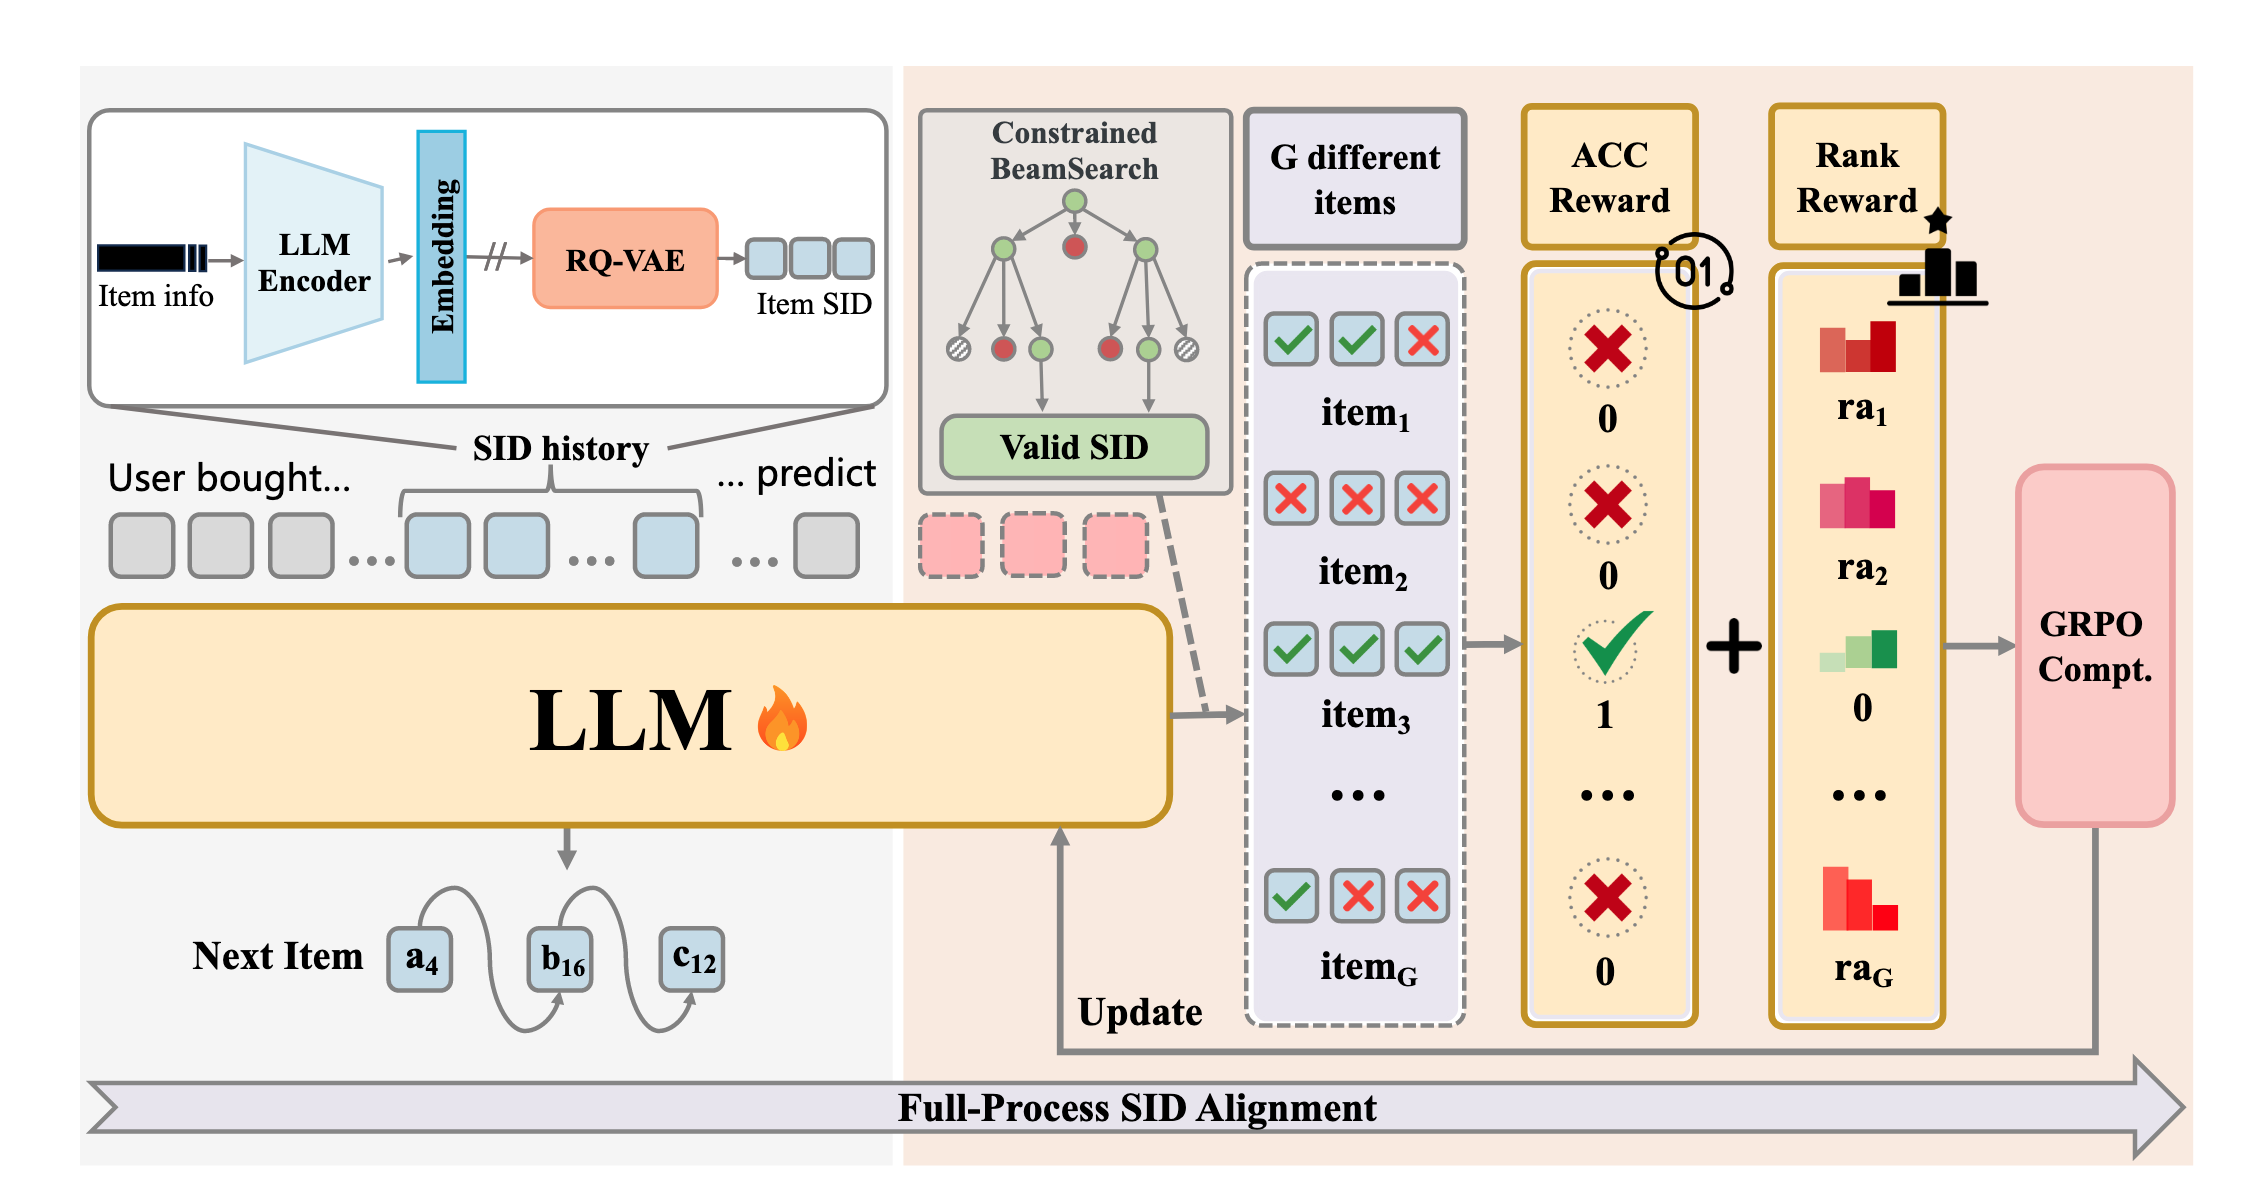 Item info
LLM
Encoder
Embedding
RQ-VAE
Item SID
SID history
User bought...
... predict
LLM
Next Item
a4
b16
c12
Constrained
BeamSearch
Valid SID
G different
items
item1
item2
item3
...
itemG
ACC
Reward
01
0
0
1
...
0
Rank
Reward
ra1
ra2
0
...
raG
GRPO
Compt.
Update
Full-Process SID Alignment